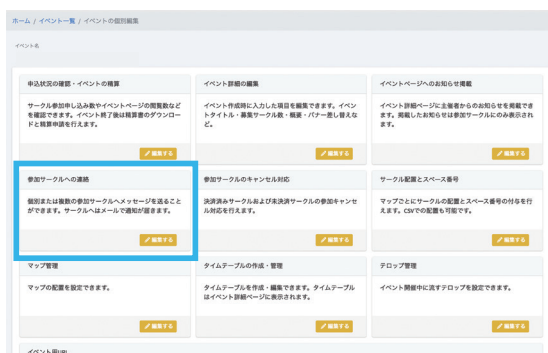 ホーム / イベント一覧 / イベントの個別編集
イベント名
申込状況の確認・イベントの精算
サークル参加申し込み数やイベントページの閲覧数など
を確認できます。イベント終了後は精算書のダウンロー
ドと精算申請を行えます。
編集する
イベント詳細の編集
イベント作成時に入力した項目を編集できます。イベン
トタイトル・募集サークル数・概要・バナー差し替えな
ど。
編集する
イベントページへのお知らせ掲載
イベント詳細ページに主催者からのお知らせを掲載でき
ます。掲載したお知らせは参加サークルにのみ表示され
ます。
編集する
参加サークルへの連絡
個別または複数の参加サークルへメッセージを送ること
ができます。サークルへはメールで通知が届きます。
編集する
参加サークルのキャンセル対応
決済済みサークルおよび未決済サークルの参加キャンセ
ル対応を行えます。
編集する
サークル配置とスペース番号
マップごとにサークルの配置とスペース番号の付与を行
えます。CSVでの配置も可能です。
編集する
マップ管理
マップの配置を設定できます。
編集する
タイムテーブルの作成・管理
タイムテーブルを作成・編集できます。タイムテーブル
はイベント詳細ページに表示されます。
編集する
テロップ管理
イベント開催中に流すテロップを設定できます。
編集する
イベント用URL